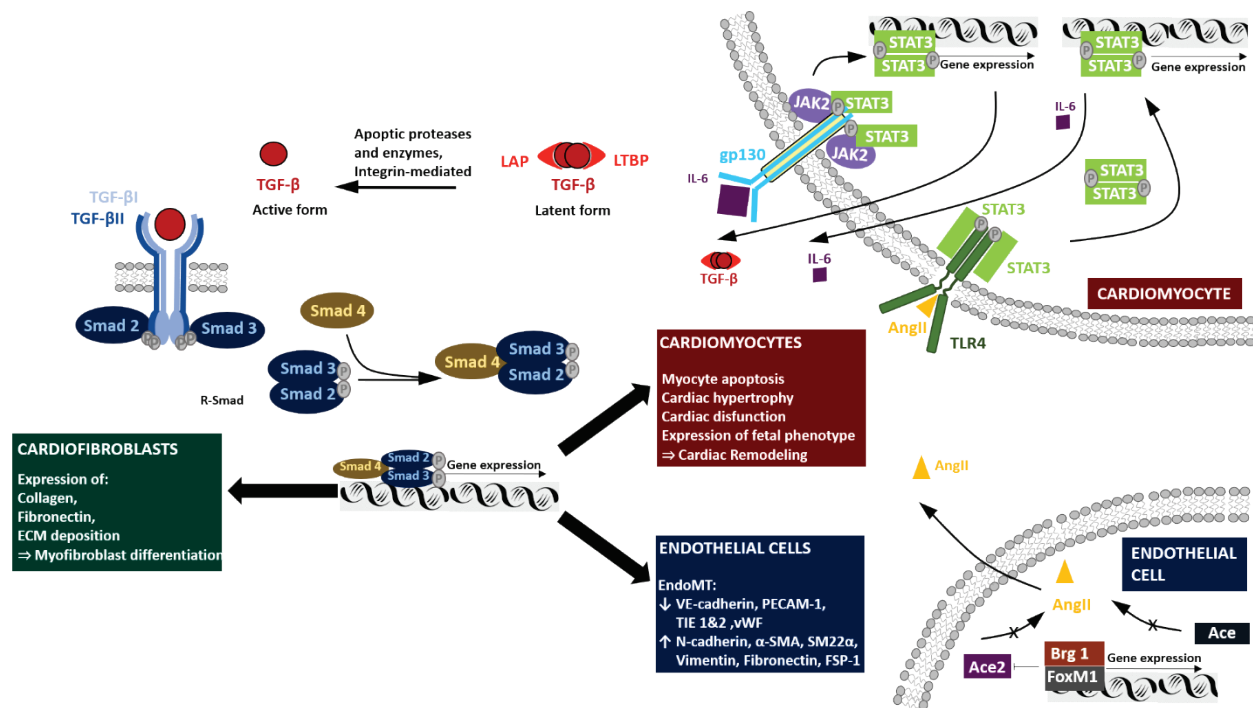 Apoptic proteases
and enzymes,
Integrin-mediated
LAP
LTBP
TGF-β
Active form
TGF-β
Latent form
TGF-βI
TGF-βII
Smad 2
Smad 3
P
P
P
P
Smad 4
Smad 3
P
Smad 2
P
R-Smad
Smad 4
Smad 3
P
Smad 2
P
Smad 4
Smad 2
P
Smad 3
P
Gene expression
CARDIOFIBROBLASTS
Expression of:
Collagen,
Fibronectin,
ECM deposition
⇒ Myofibroblast differentiation
CARDIOMYOCYTES
Myocyte apoptosis
Cardiac hypertrophy
Cardiac disfunction
Expression of fetal phenotype
⇒ Cardiac Remodeling
ENDOTHELIAL CELLS
EndoMT:
↓ VE-cadherin, PECAM-1,
TIE 1&2 ,vWF
↑ N-cadherin, α-SMA, SM22α,
Vimentin, Fibronectin, FSP-1
P
STAT3
STAT3
P
Gene expression
P
STAT3
STAT3
P
Gene expression
JAK2
P
STAT3
P
STAT3
JAK2
gp130
IL-6
IL-6
P
STAT3
STAT3
P
TGF-β
IL-6
STAT3
P
P
STAT3
AngII
TLR4
CARDIOMYOCYTE
AngII
ENDOTHELIAL
CELL
AngII
X
X
Ace
Ace2
Brg 1
FoxM1
Gene expression